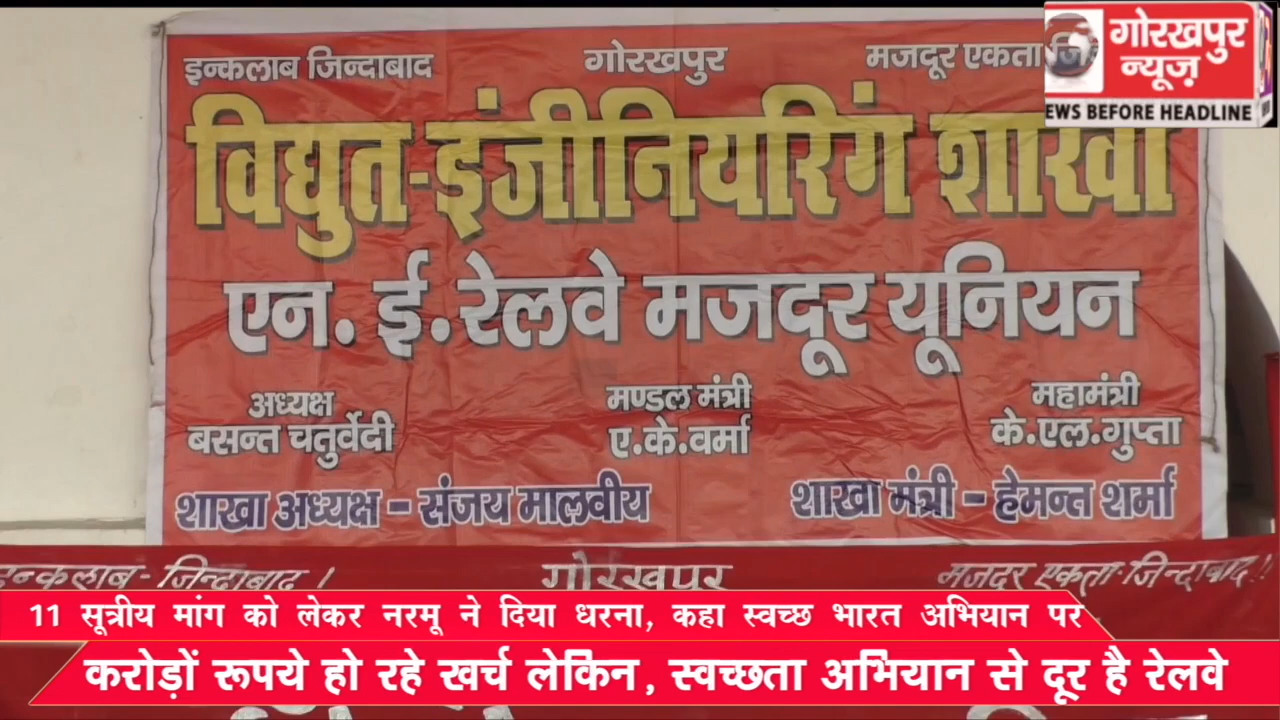 इन्कलाब जिन्दाबाद गोरखपुर मजदूर एकता
गोरखपुर
न्यूज़
EWS BEFORE HEADLINE
विद्युत-इंजीनियरिंग शाखा
एन. ई. रेलवे मजदूर यूनियन
अध्यक्ष मण्डल मंत्री महामंत्री
बसन्त चतुर्वेदी ए.के.वर्मा के.एल.गुप्ता
शाखा अध्यक्ष - संजय मालवीय शाखा मंत्री - हेमन्त शर्मा
इन्कलाब - जिन्दाबाद ! गोरखपुर मजदूर एकता-जिन्दाबाद !!
11 सूत्रीय मांग को लेकर नरमू ने दिया धरना, कहा स्वच्छ भारत अभियान पर
करोड़ों रूपये हो रहे खर्च लेकिन, स्वच्छता अभियान से दूर है रेलवे